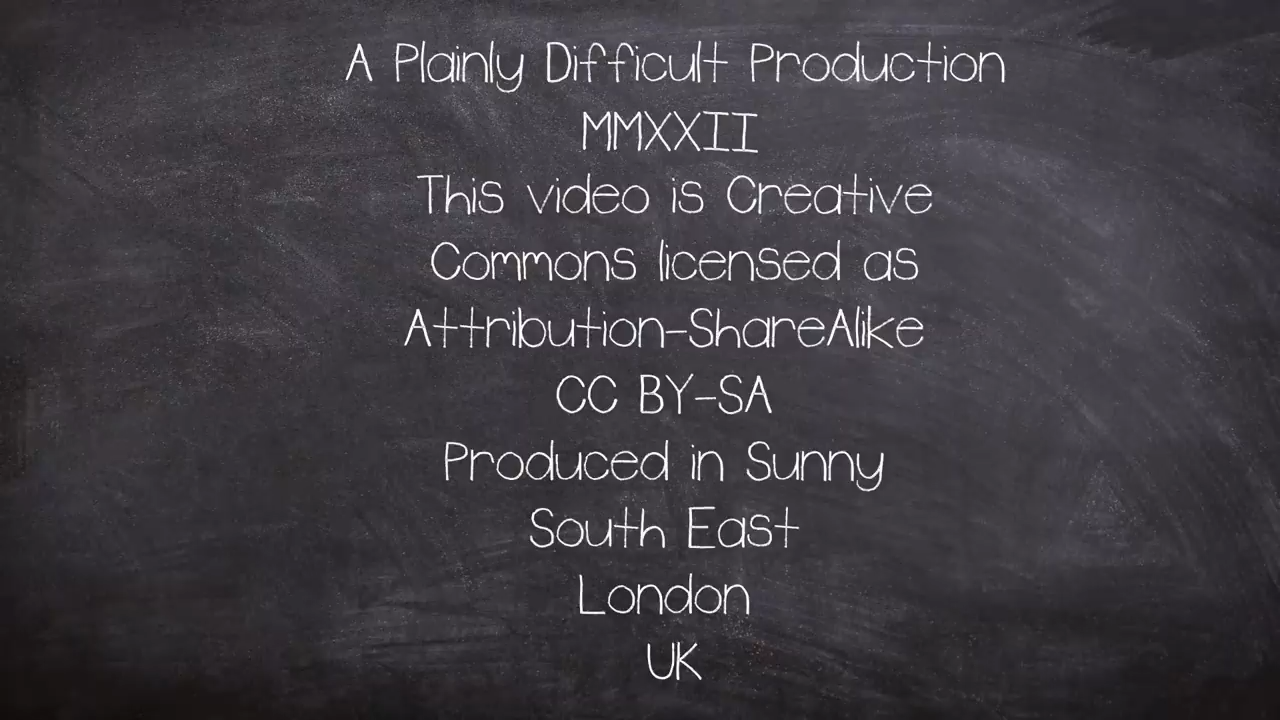 A Plainly Difficult Production
MMXXII
This video is Creative
Commons licensed as
Attribution-ShareAlike
CC BY-SA
Produced in Sunny
South East
London
UK